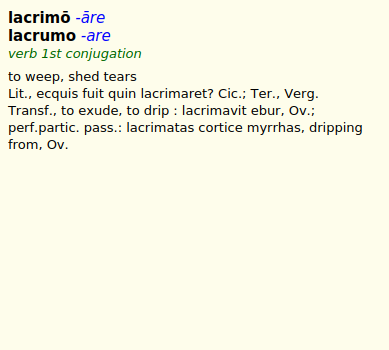 lacrimō -āre
lacrumo -are
verb 1st conjugation
to weep, shed tears
Lit., ecquis fuit quin lacrimaret? Cic.; Ter., Verg.
Transf., to exude, to drip : lacrimavit ebur, Ov.;
perf.partic. pass.: lacrimatas cortice myrrhas, dripping
from, Ov.